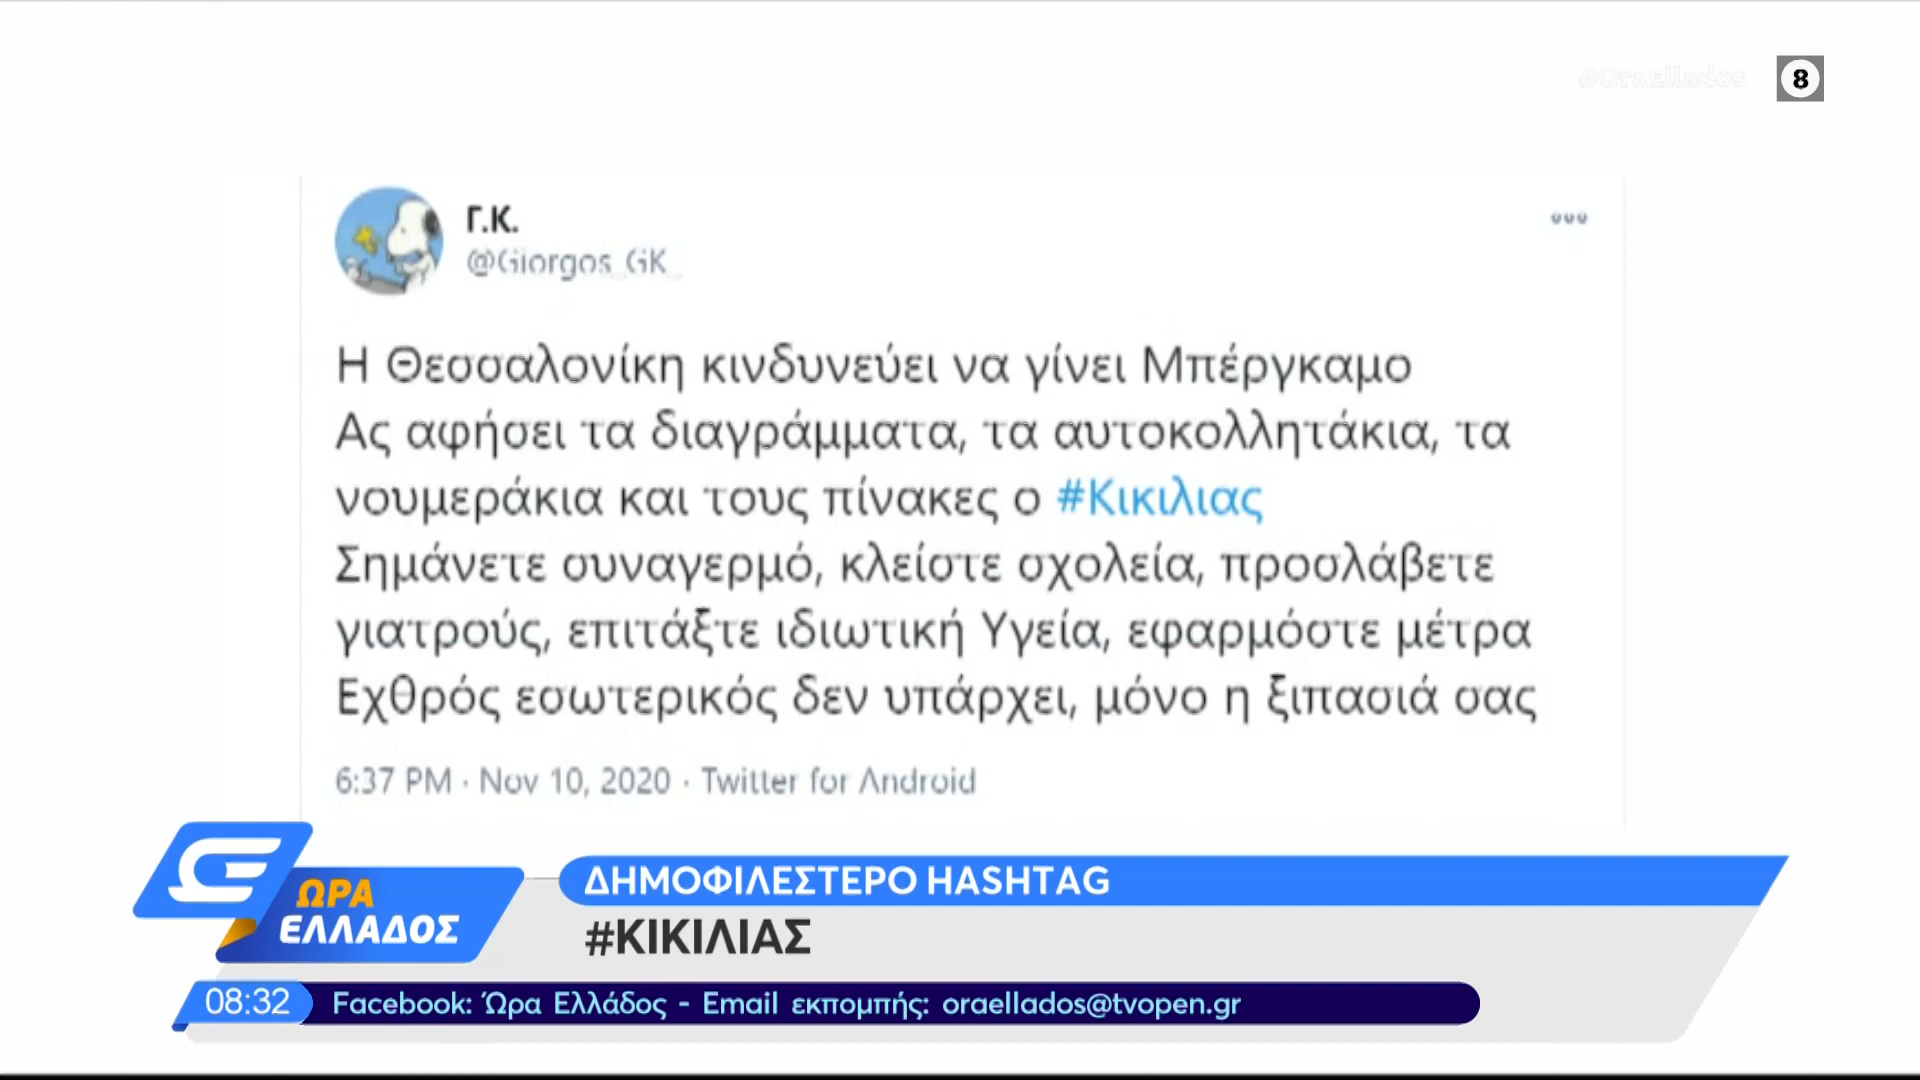 #Oraellados
8
Γ.Κ.
@Giorgos_GK_
Η Θεσσαλονίκη κινδυνεύει να γίνει Μπέργκαμο
Ας αφήσει τα διαγράμματα, τα αυτοκολλητάκια, τα
νουμεράκια και τους πίνακες ο #Κικιλιας
Σημάνετε συναγερμό, κλείστε σχολεία, προσλάβετε
γιατρούς, επιτάξτε ιδιωτική Υγεία, εφαρμόστε μέτρα
Εχθρός εσωτερικός δεν υπάρχει, μόνο η ξιπασιά σας
6:37 PM · Nov 10, 2020 · Twitter for Android
ΩΡΑ
ΕΛΛΑΔΟΣ
ΔΗΜΟΦΙΛΕΣΤΕΡΟ HASHTAG
#ΚΙΚΙΛΙΑΣ
08:32 Facebook: Ώρα Ελλάδος - Email εκπομπής: oraellados@tvopen.gr